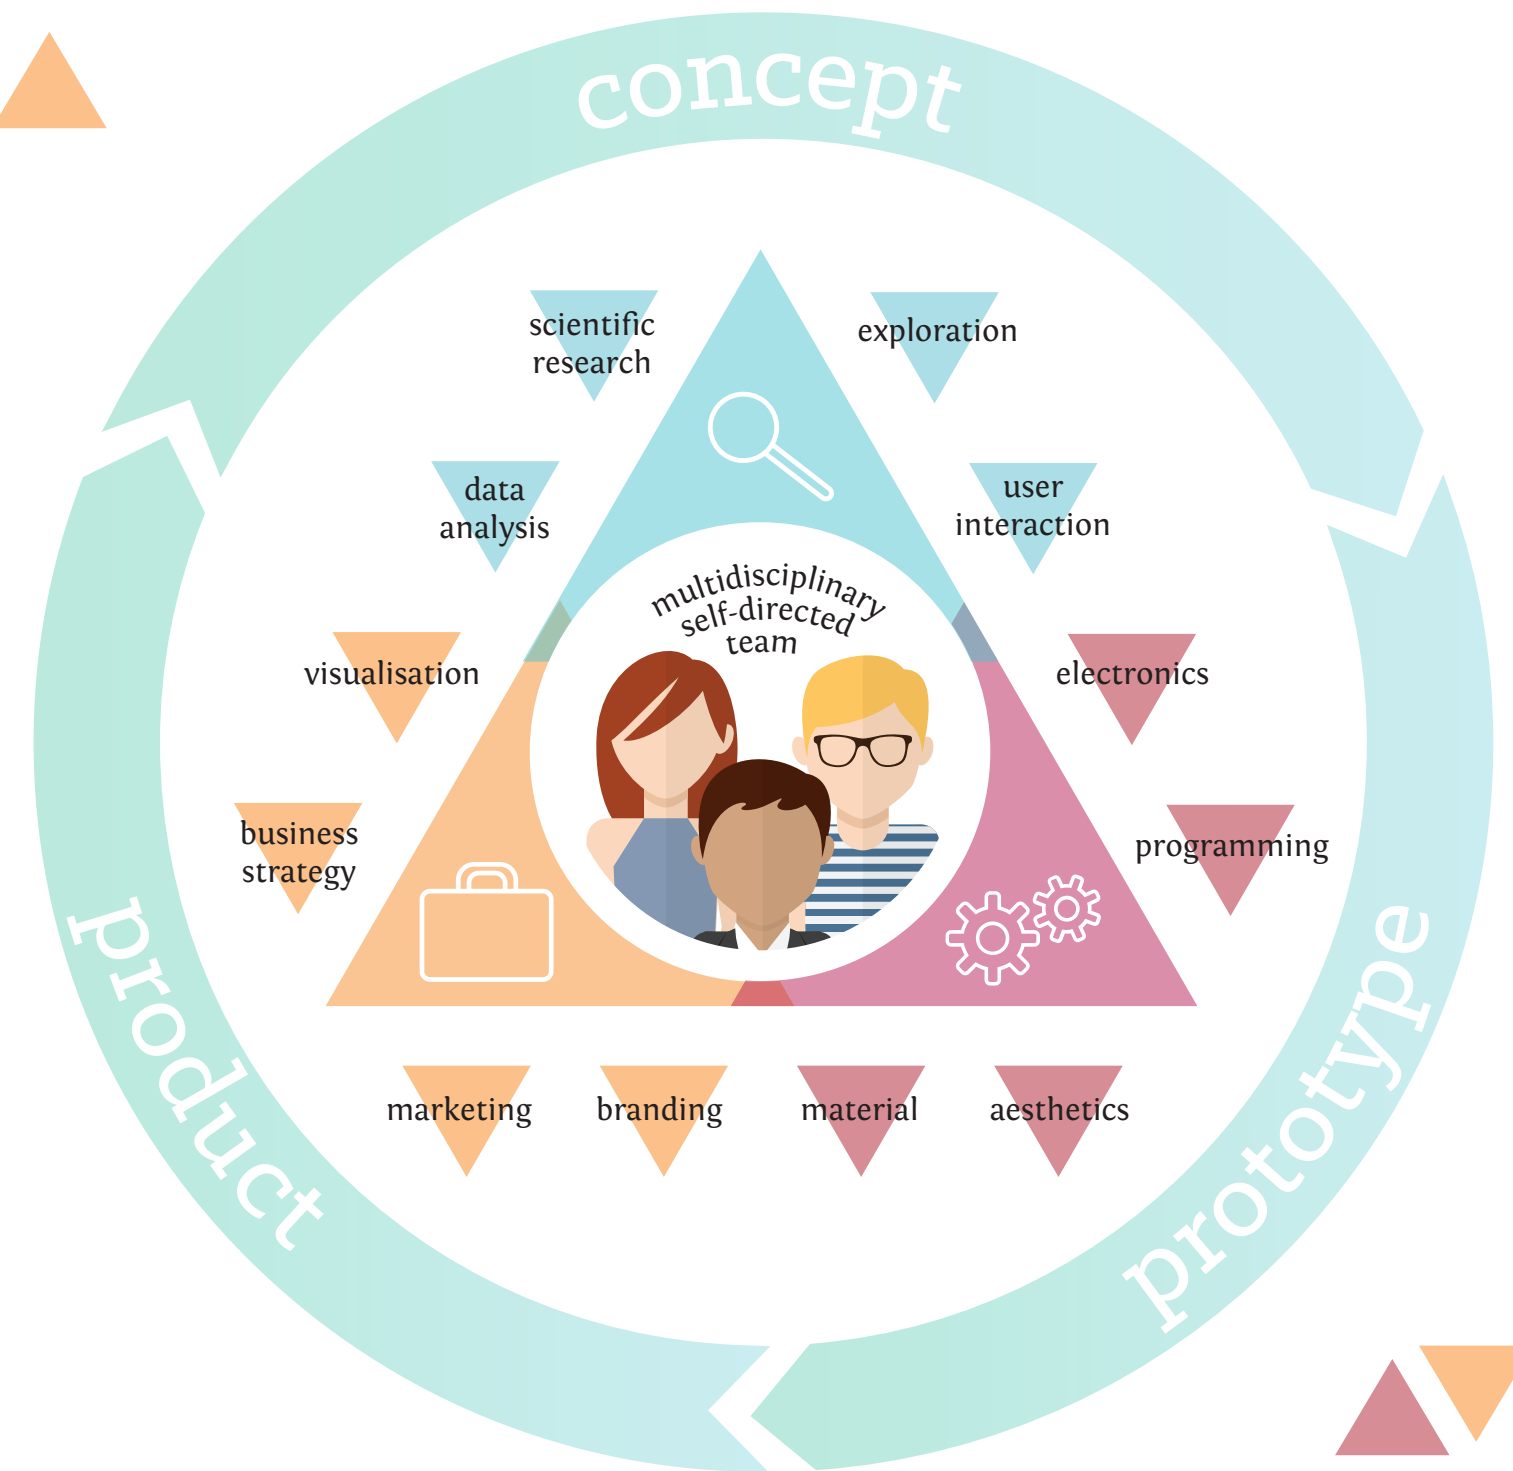 concept
scientific
research
exploration
data
analysis
user
interaction
multidisciplinary
self-directed
team
visualisation
electronics
business
strategy
programming
product
prototype
marketing
branding
material
aesthetics